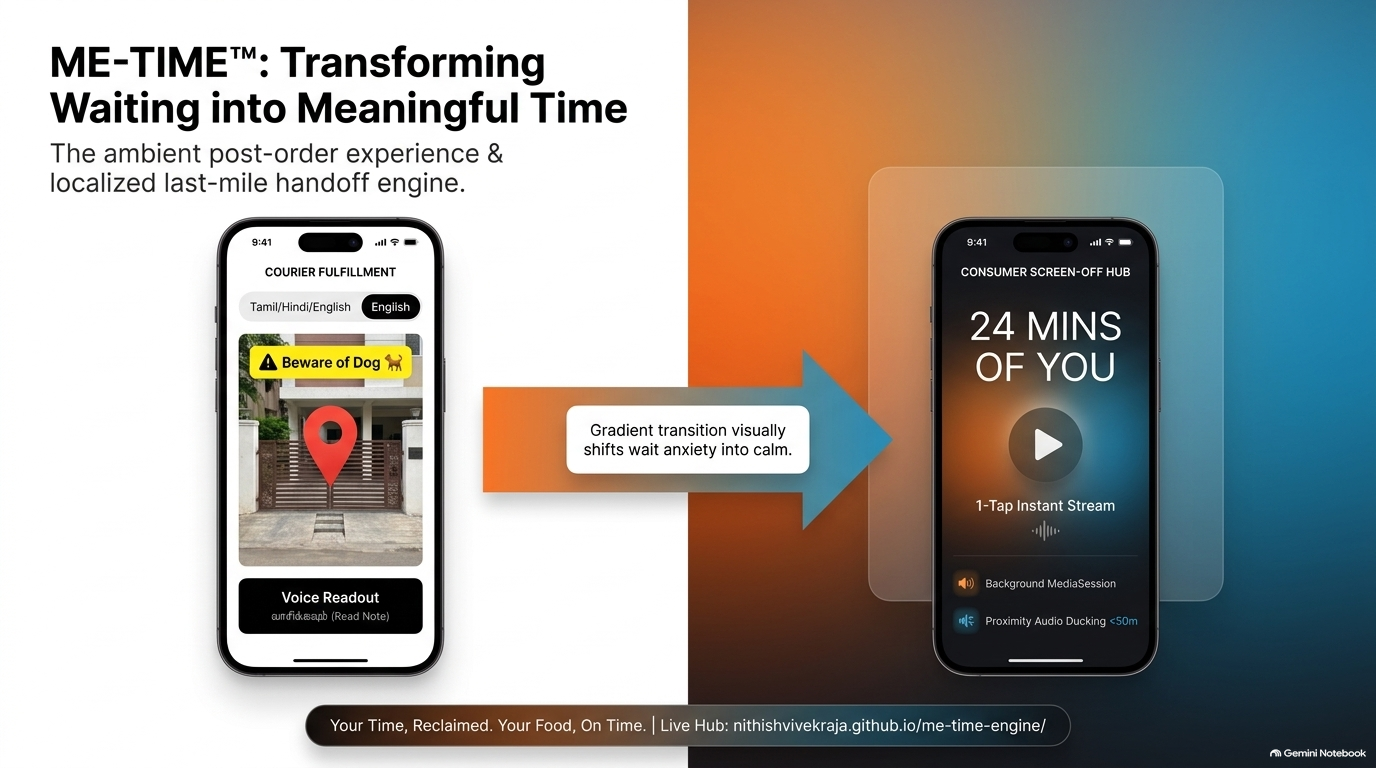 ME-TIME™: Transforming
Waiting into Meaningful Time
The ambient post-order experience &
localized last-mile handoff engine.
9:41
COURIER FULFILLMENT
Tamil/Hindi/English
Engiish
Beware of Dog
Voice Readout
(Read Note)
Gradient transition visually
shifts wait anxiety into calm.
9:41
CONSUMER SCREEN-OFF HUB
24 MINS
OF YOU
1-Tap Instant Stream
Background MediaSession
Proximity Audio Ducking <50m
Your Time, Reclaimed. Your Food, On Time. | Live Hub: nithishvivekraja.github.io/me-time-engine/
Gemini Notebook